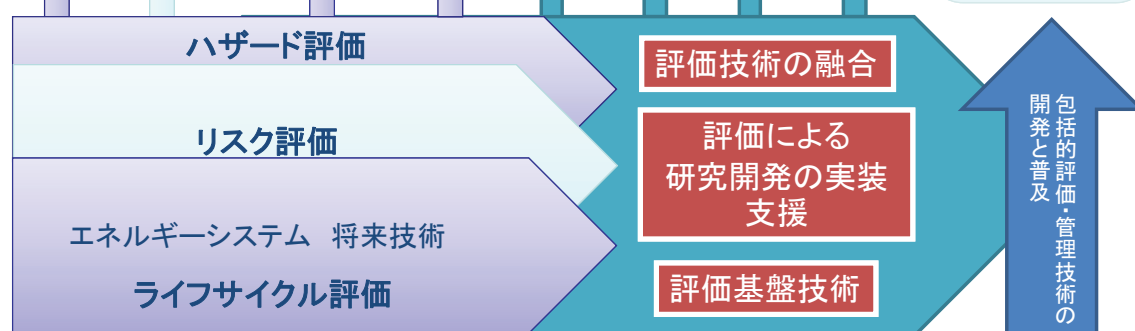 ハザード評価
リスク評価
エネルギーシステム　将来技術
ライフサイクル評価
評価技術の融合
評価による
研究開発の実装
支援
評価基盤技術
包括的評価・管理技術の
開発と普及